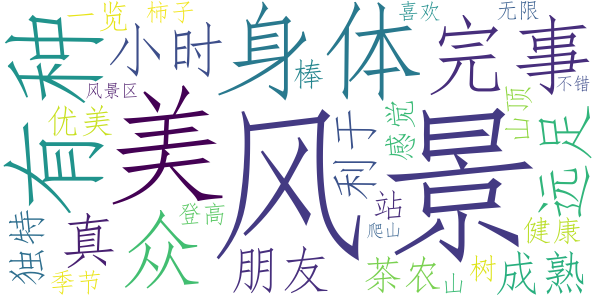 一览
柿子
小时
身体
喜欢
无限
完事
棒
不错
有种
风景区
优美
美
风景
利于
感觉
山顶
远足
独特
真
众
登高
站
爬山
健康
季节
朋友
茶农
山
树
成熟